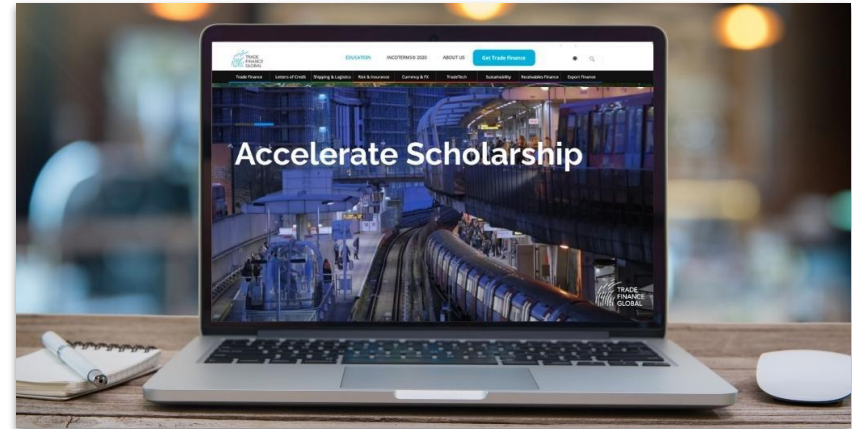 TRADE
FINANCE
GLOBAL
EDUCATION INCOTERMS® 2020 ABOUT US Get Trade Finance
Trade Finance Letters of Credit Shipping & Logistics Risk & Insurance Currency & FX TradeTech Sustainability Receivables Finance Export Finance
Accelerate Scholarship
TRADE
FINANCE
GLOBAL